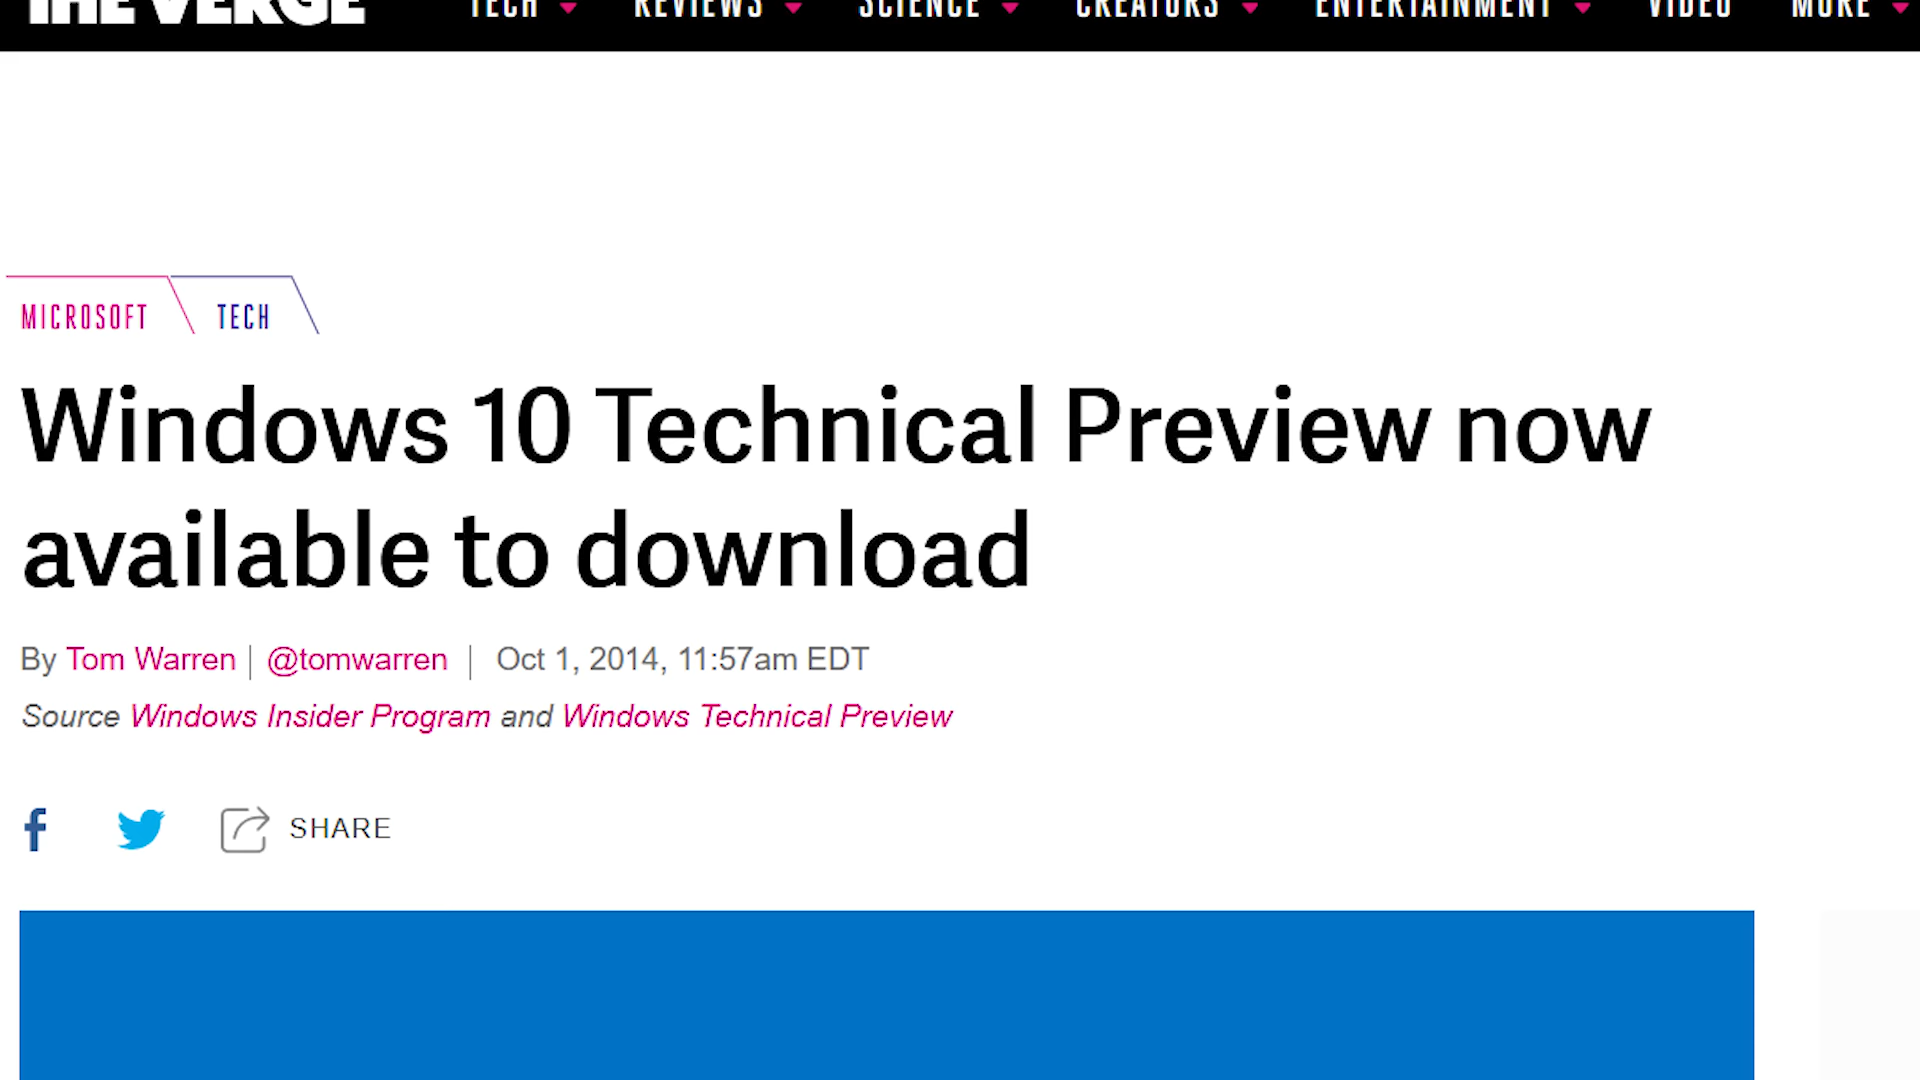 THE VERGE TECH REVIEWS SCIENCE CREATORS ENTERTAINMENT VIDEO MORE
MICROSOFT TECH
Windows 10 Technical Preview now
available to download
By Tom Warren | @tomwarren | Oct 1, 2014, 11:57am EDT
Source Windows Insider Program and Windows Technical Preview
SHARE